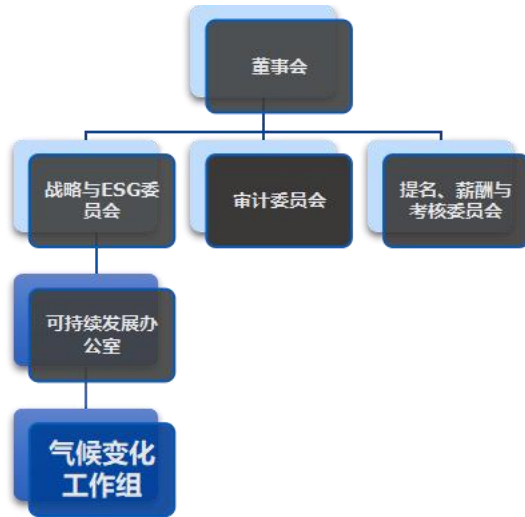 董事会
战略与ESG委
员会
审计委员会
提名、薪酬与
考核委员会
可持续发展办
公室
气候变化
工作组